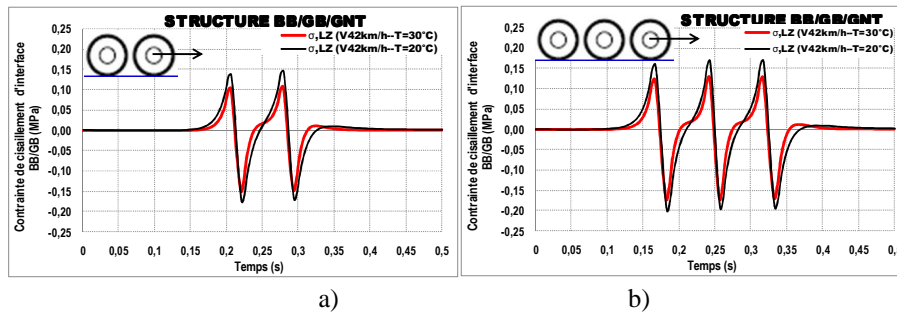 STRUCTURE BB/GB/GNT
σ,LZ (V42km/h–T=30°C)
σ,LZ (V42km/h–T=20°C)
Contrainte de cisaillement d'interface
BB/GB (MPa)
0,25
0,20
0,15
0,10
0,05
0,00
-0,05
-0,10
-0,15
-0,20
-0,25
0 0,05 0,1 0,15 0,2 0,25 0,3 0,35 0,4 0,45 0,5
Temps (s)
a)
STRUCTURE BB/GB/GNT
σ,LZ (V42km/h–T=30°C)
σ,LZ (V42km/h–T=20°C)
Contrainte de cisaillement d'interface
BB/GB (MPa)
0,25
0,20
0,15
0,10
0,05
0,00
-0,05
-0,10
-0,15
-0,20
-0,25
0 0,05 0,1 0,15 0,2 0,25 0,3 0,35 0,4 0,45 0,5
Temps (s)
b)